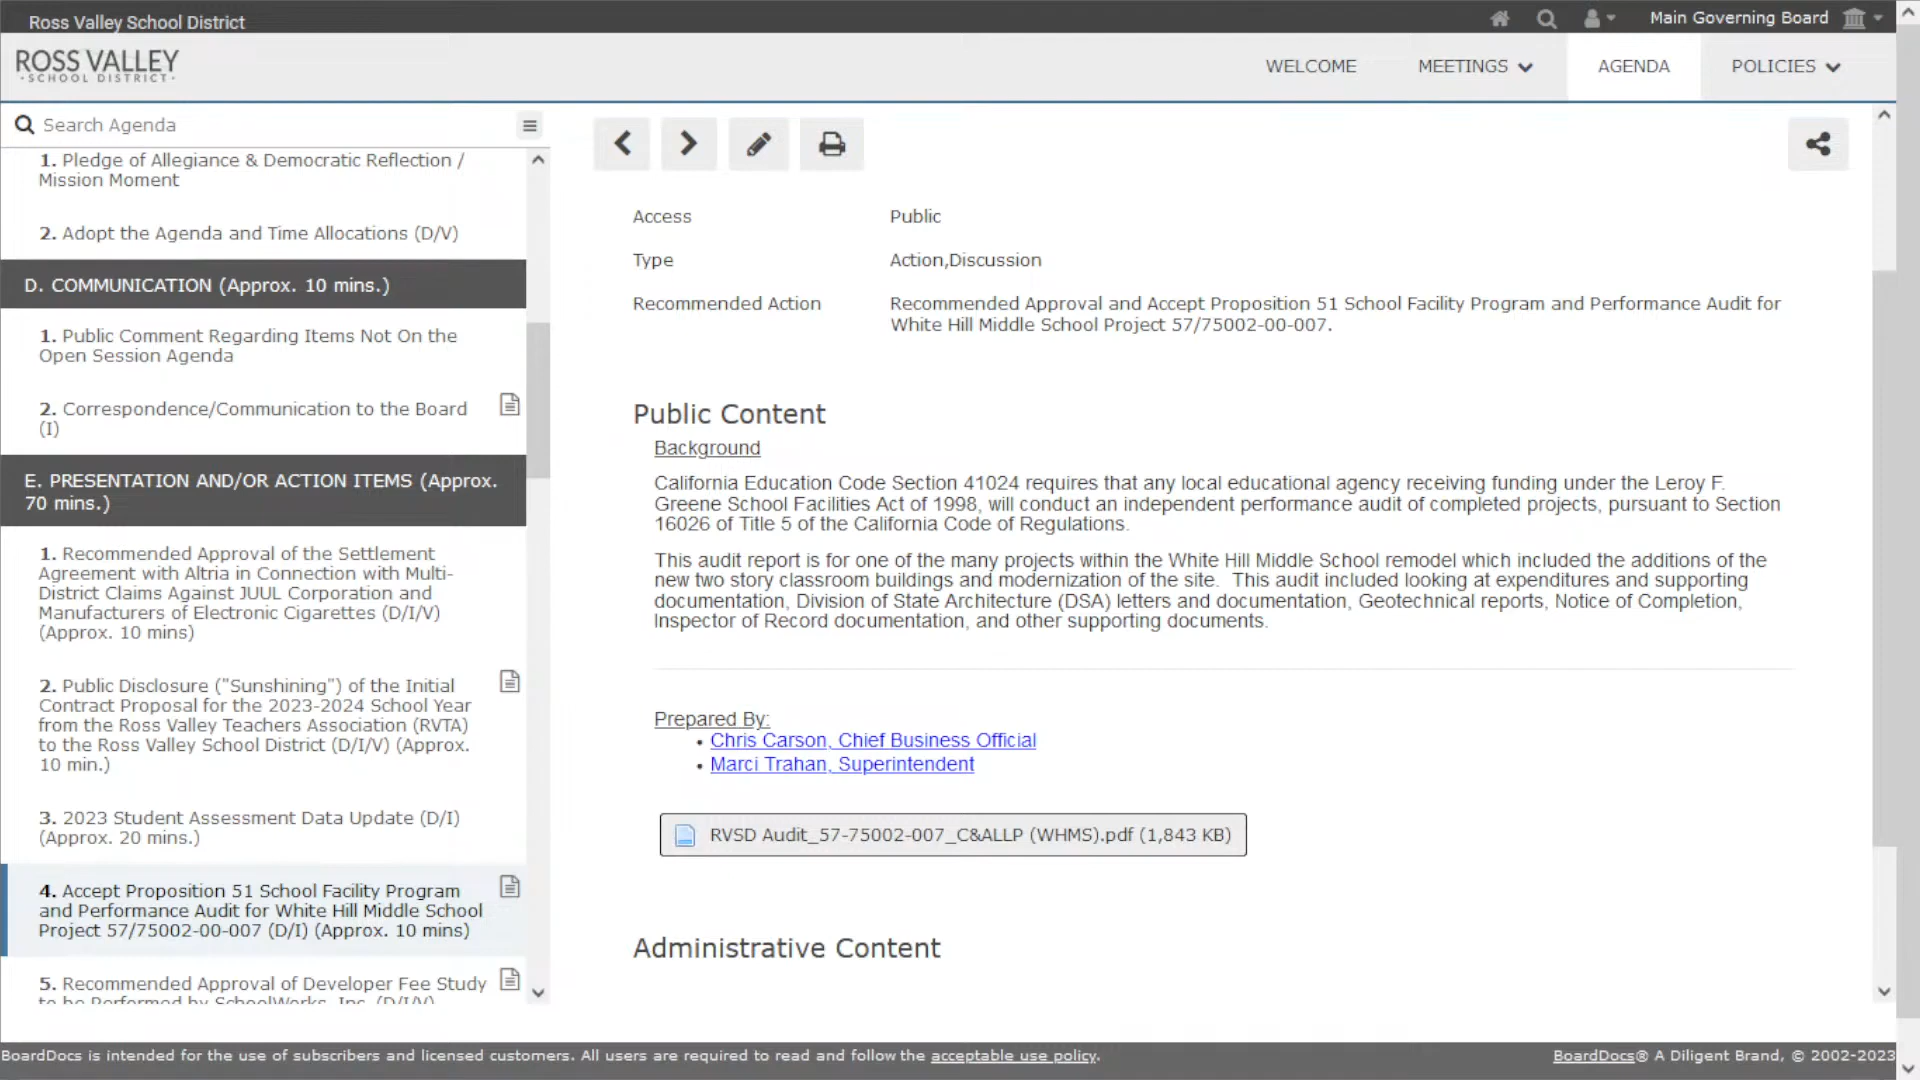 Ross Valley School District
Main Governing Board
ROSS VALLEY
·SCHOOL DISTRICT·
WELCOME
MEETINGS
AGENDA
POLICIES
Search Agenda
1. Pledge of Allegiance & Democratic Reflection /
Mission Moment
2. Adopt the Agenda and Time Allocations (D/V)
D. COMMUNICATION (Approx. 10 mins.)
1. Public Comment Regarding Items Not On the
Open Session Agenda
2. Correspondence/Communication to the Board
(I)
E. PRESENTATION AND/OR ACTION ITEMS (Approx.
70 mins.)
1. Recommended Approval of the Settlement
Agreement with Altria in Connection with Multi-
District Claims Against JUUL Corporation and
Manufacturers of Electronic Cigarettes (D/I/V)
(Approx. 10 mins)
2. Public Disclosure ("Sunshining") of the Initial
Contract Proposal for the 2023-2024 School Year
from the Ross Valley Teachers Association (RVTA)
to the Ross Valley School District (D/I/V) (Approx.
10 min.)
3. 2023 Student Assessment Data Update (D/I)
(Approx. 20 mins.)
4. Accept Proposition 51 School Facility Program
and Performance Audit for White Hill Middle School
Project 57/75002-00-007 (D/I) (Approx. 10 mins)
5. Recommended Approval of Developer Fee Study
to be Performed by SchoolWorks, Inc. (D/I/V)
Access
Public
Type
Action,Discussion
Recommended Action
Recommended Approval and Accept Proposition 51 School Facility Program and Performance Audit for
White Hill Middle School Project 57/75002-00-007.
Public Content
Background
California Education Code Section 41024 requires that any local educational agency receiving funding under the Leroy F.
Greene School Facilities Act of 1998, will conduct an independent performance audit of completed projects, pursuant to Section
16026 of Title 5 of the California Code of Regulations.
This audit report is for one of the many projects within the White Hill Middle School remodel which included the additions of the
new two story classroom buildings and modernization of the site. This audit included looking at expenditures and supporting
documentation, Division of State Architecture (DSA) letters and documentation, Geotechnical reports, Notice of Completion,
Inspector of Record documentation, and other supporting documents.
Prepared By:
• Chris Carson, Chief Business Official
• Marci Trahan, Superintendent
RVSD Audit_57-75002-007_C&ALLP (WHMS).pdf (1,843 KB)
Administrative Content
BoardDocs is intended for the use of subscribers and licensed customers. All users are required to read and follow the acceptable use policy.
BoardDocs® A Diligent Brand, © 2002-2023